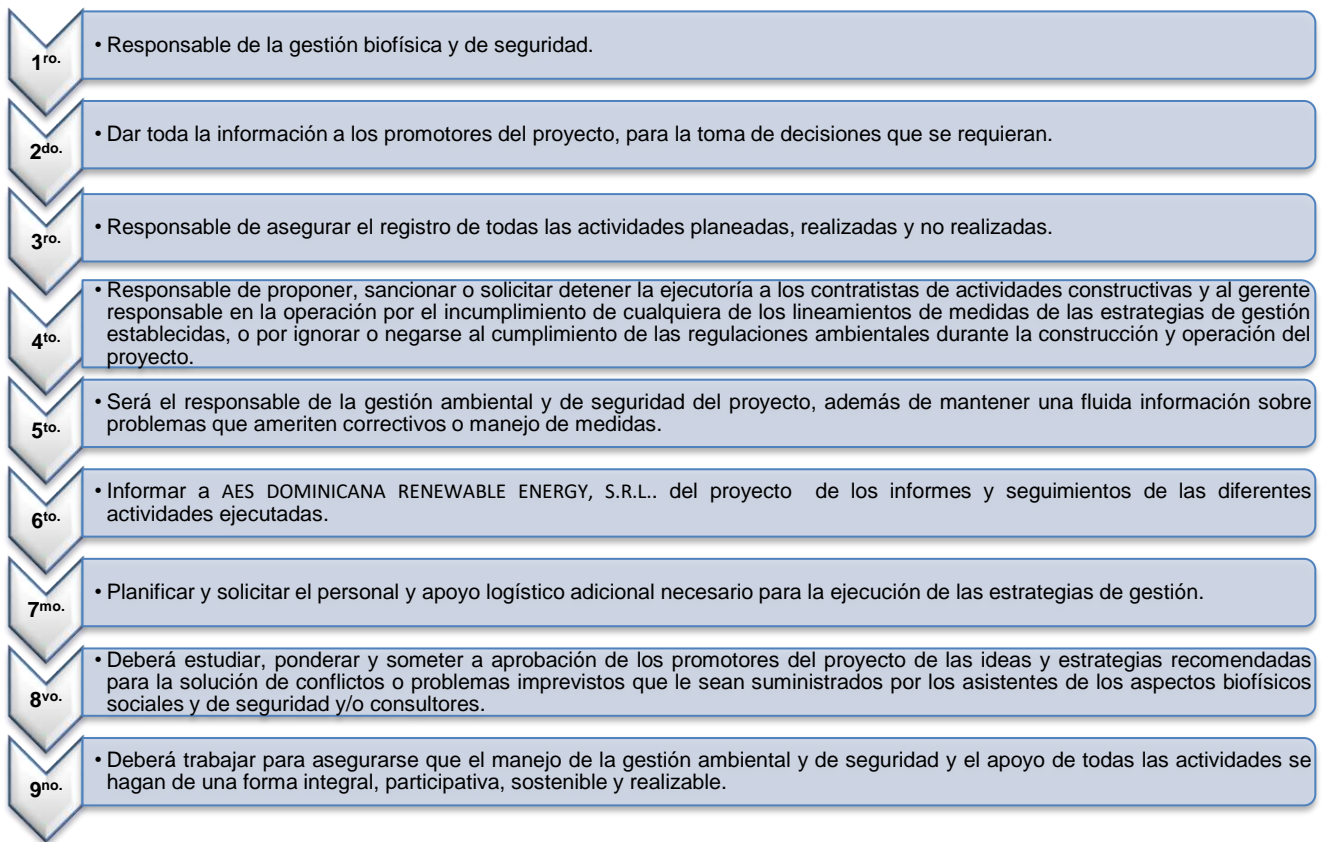 1ro.
• Responsable de la gestión biofísica y de seguridad.
2do.
• Dar toda la información a los promotores del proyecto, para la toma de decisiones que se requieran.
3ro.
• Responsable de asegurar el registro de todas las actividades planeadas, realizadas y no realizadas.
4to.
• Responsable de proponer, sancionar o solicitar detener la ejecutoría a los contratistas de actividades constructivas y al gerente
responsable en la operación por el incumplimiento de cualquiera de los lineamientos de medidas de las estrategias de gestión
establecidas, o por ignorar o negarse al cumplimiento de las regulaciones ambientales durante la construcción y operación del
proyecto.
5to.
• Será el responsable de la gestión ambiental y de seguridad del proyecto, además de mantener una fluida información sobre
problemas que ameriten correctivos o manejo de medidas.
6to.
• Informar a AES DOMINICANA RENEWABLE ENERGY, S.R.L.. del proyecto de los informes y seguimientos de las diferentes
actividades ejecutadas.
7mo.
• Planificar y solicitar el personal y apoyo logístico adicional necesario para la ejecución de las estrategias de gestión.
8vo.
• Deberá estudiar, ponderar y someter a aprobación de los promotores del proyecto de las ideas y estrategias recomendadas
para la solución de conflictos o problemas imprevistos que le sean suministrados por los asistentes de los aspectos biofísicos
sociales y de seguridad y/o consultores.
9no.
• Deberá trabajar para asegurarse que el manejo de la gestión ambiental y de seguridad y el apoyo de todas las actividades se
hagan de una forma integral, participativa, sostenible y realizable.